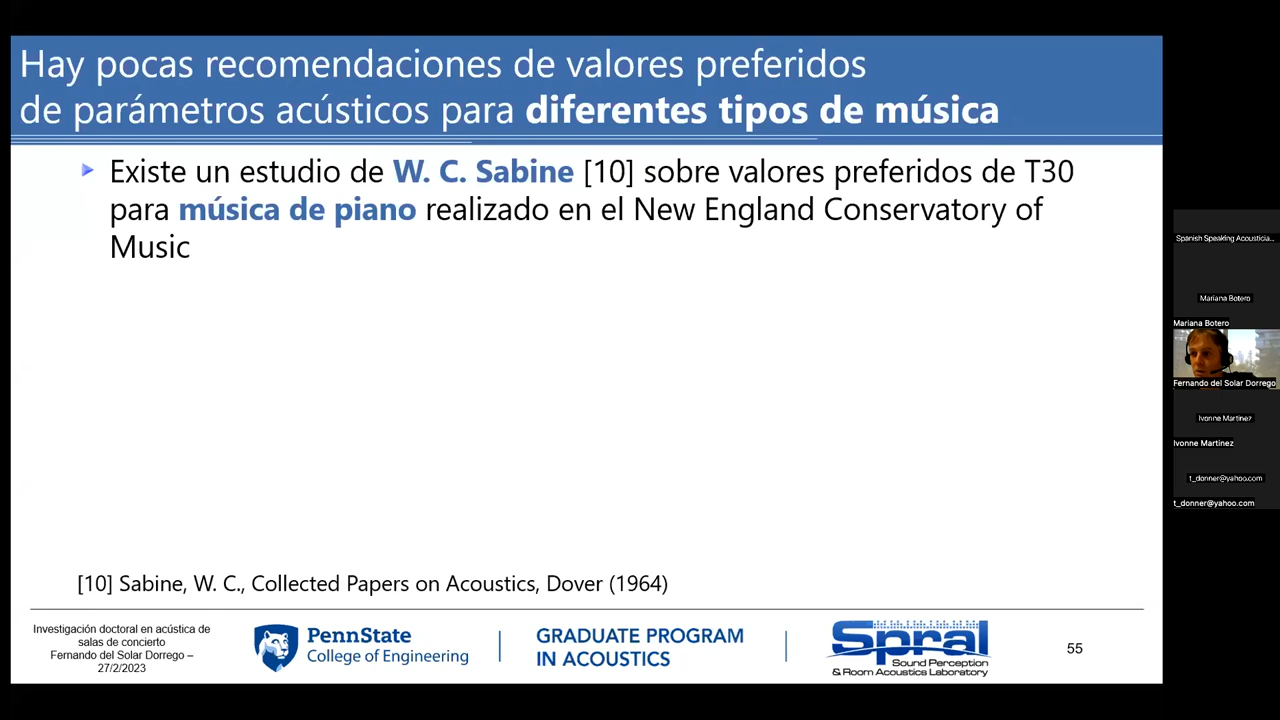 Hay pocas recomendaciones de valores preferidos
de parámetros acústicos para diferentes tipos de música
Existe un estudio de W. C. Sabine [10] sobre valores preferidos de T30
para música de piano realizado en el New England Conservatory of
Music
[10] Sabine, W. C., Collected Papers on Acoustics, Dover (1964)
Investigación doctoral en acústica de
salas de concierto
Fernando del Solar Dorrego –
27/2/2023
PennState
College of Engineering
GRADUATE PROGRAM
IN ACOUSTICS
Spral
Sound Perception
& Room Acoustics Laboratory
55
Spanish Speaking Acousticia...
Mariana Botero
Mariana Botero
Fernando del Solar Dorrego
Ivonne Martinez
Ivonne Martinez
t_donner@yahoo.com
t_donner@yahoo.com